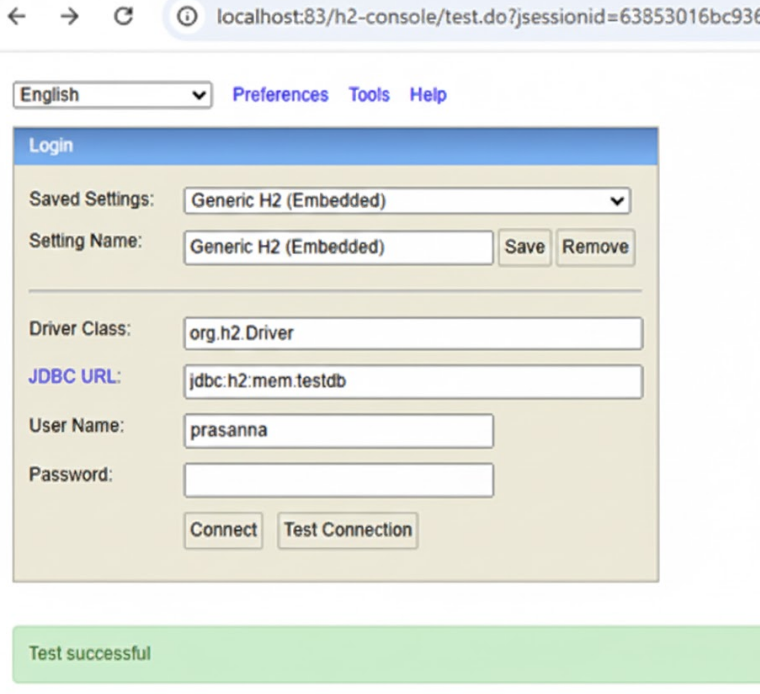 localhost:83/h2-console/test.do?jsessionid=63853016bc936
English Preferences Tools Help
Login
Saved Settings: Generic H2 (Embedded)
Setting Name: Generic H2 (Embedded) Save Remove
Driver Class: org.h2.Driver
JDBC URL: jdbc:h2:mem.testdb
User Name: prasanna
Password:
Connect Test Connection
Test successful